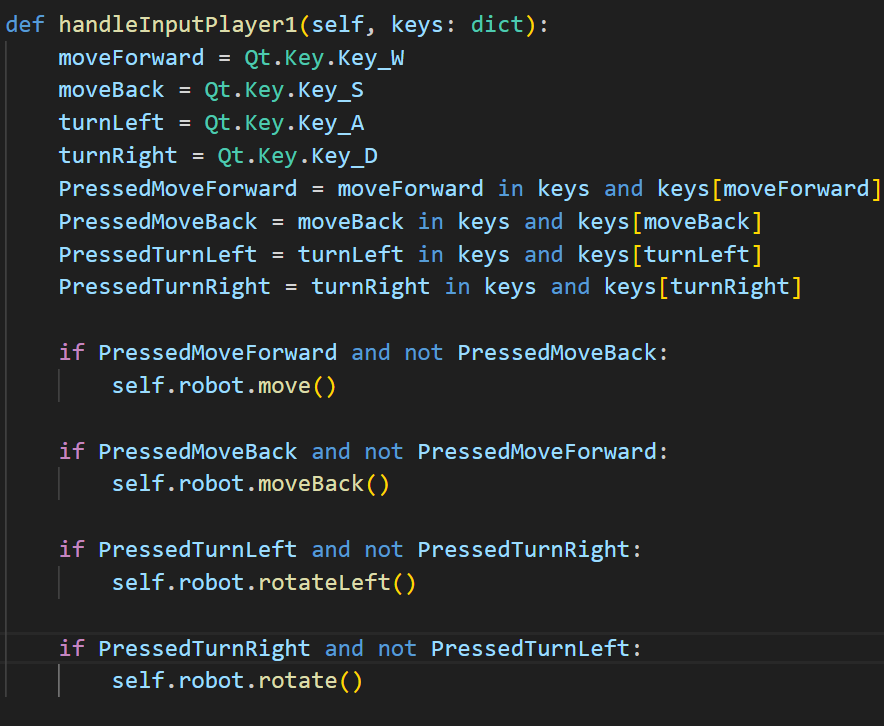 def handleInputPlayer1(self, keys: dict):
    moveForward = Qt.Key.Key_W
    moveBack = Qt.Key.Key_S
    turnLeft = Qt.Key.Key_A
    turnRight = Qt.Key.Key_D
    PressedMoveForward = moveForward in keys and keys[moveForward]
    PressedMoveBack = moveBack in keys and keys[moveBack]
    PressedTurnLeft = turnLeft in keys and keys[turnLeft]
    PressedTurnRight = turnRight in keys and keys[turnRight]

    if PressedMoveForward and not PressedMoveBack:
        self.robot.move()

    if PressedMoveBack and not PressedMoveForward:
        self.robot.moveBack()

    if PressedTurnLeft and not PressedTurnRight:
        self.robot.rotateLeft()

    if PressedTurnRight and not PressedTurnLeft:
        self.robot.rotate()